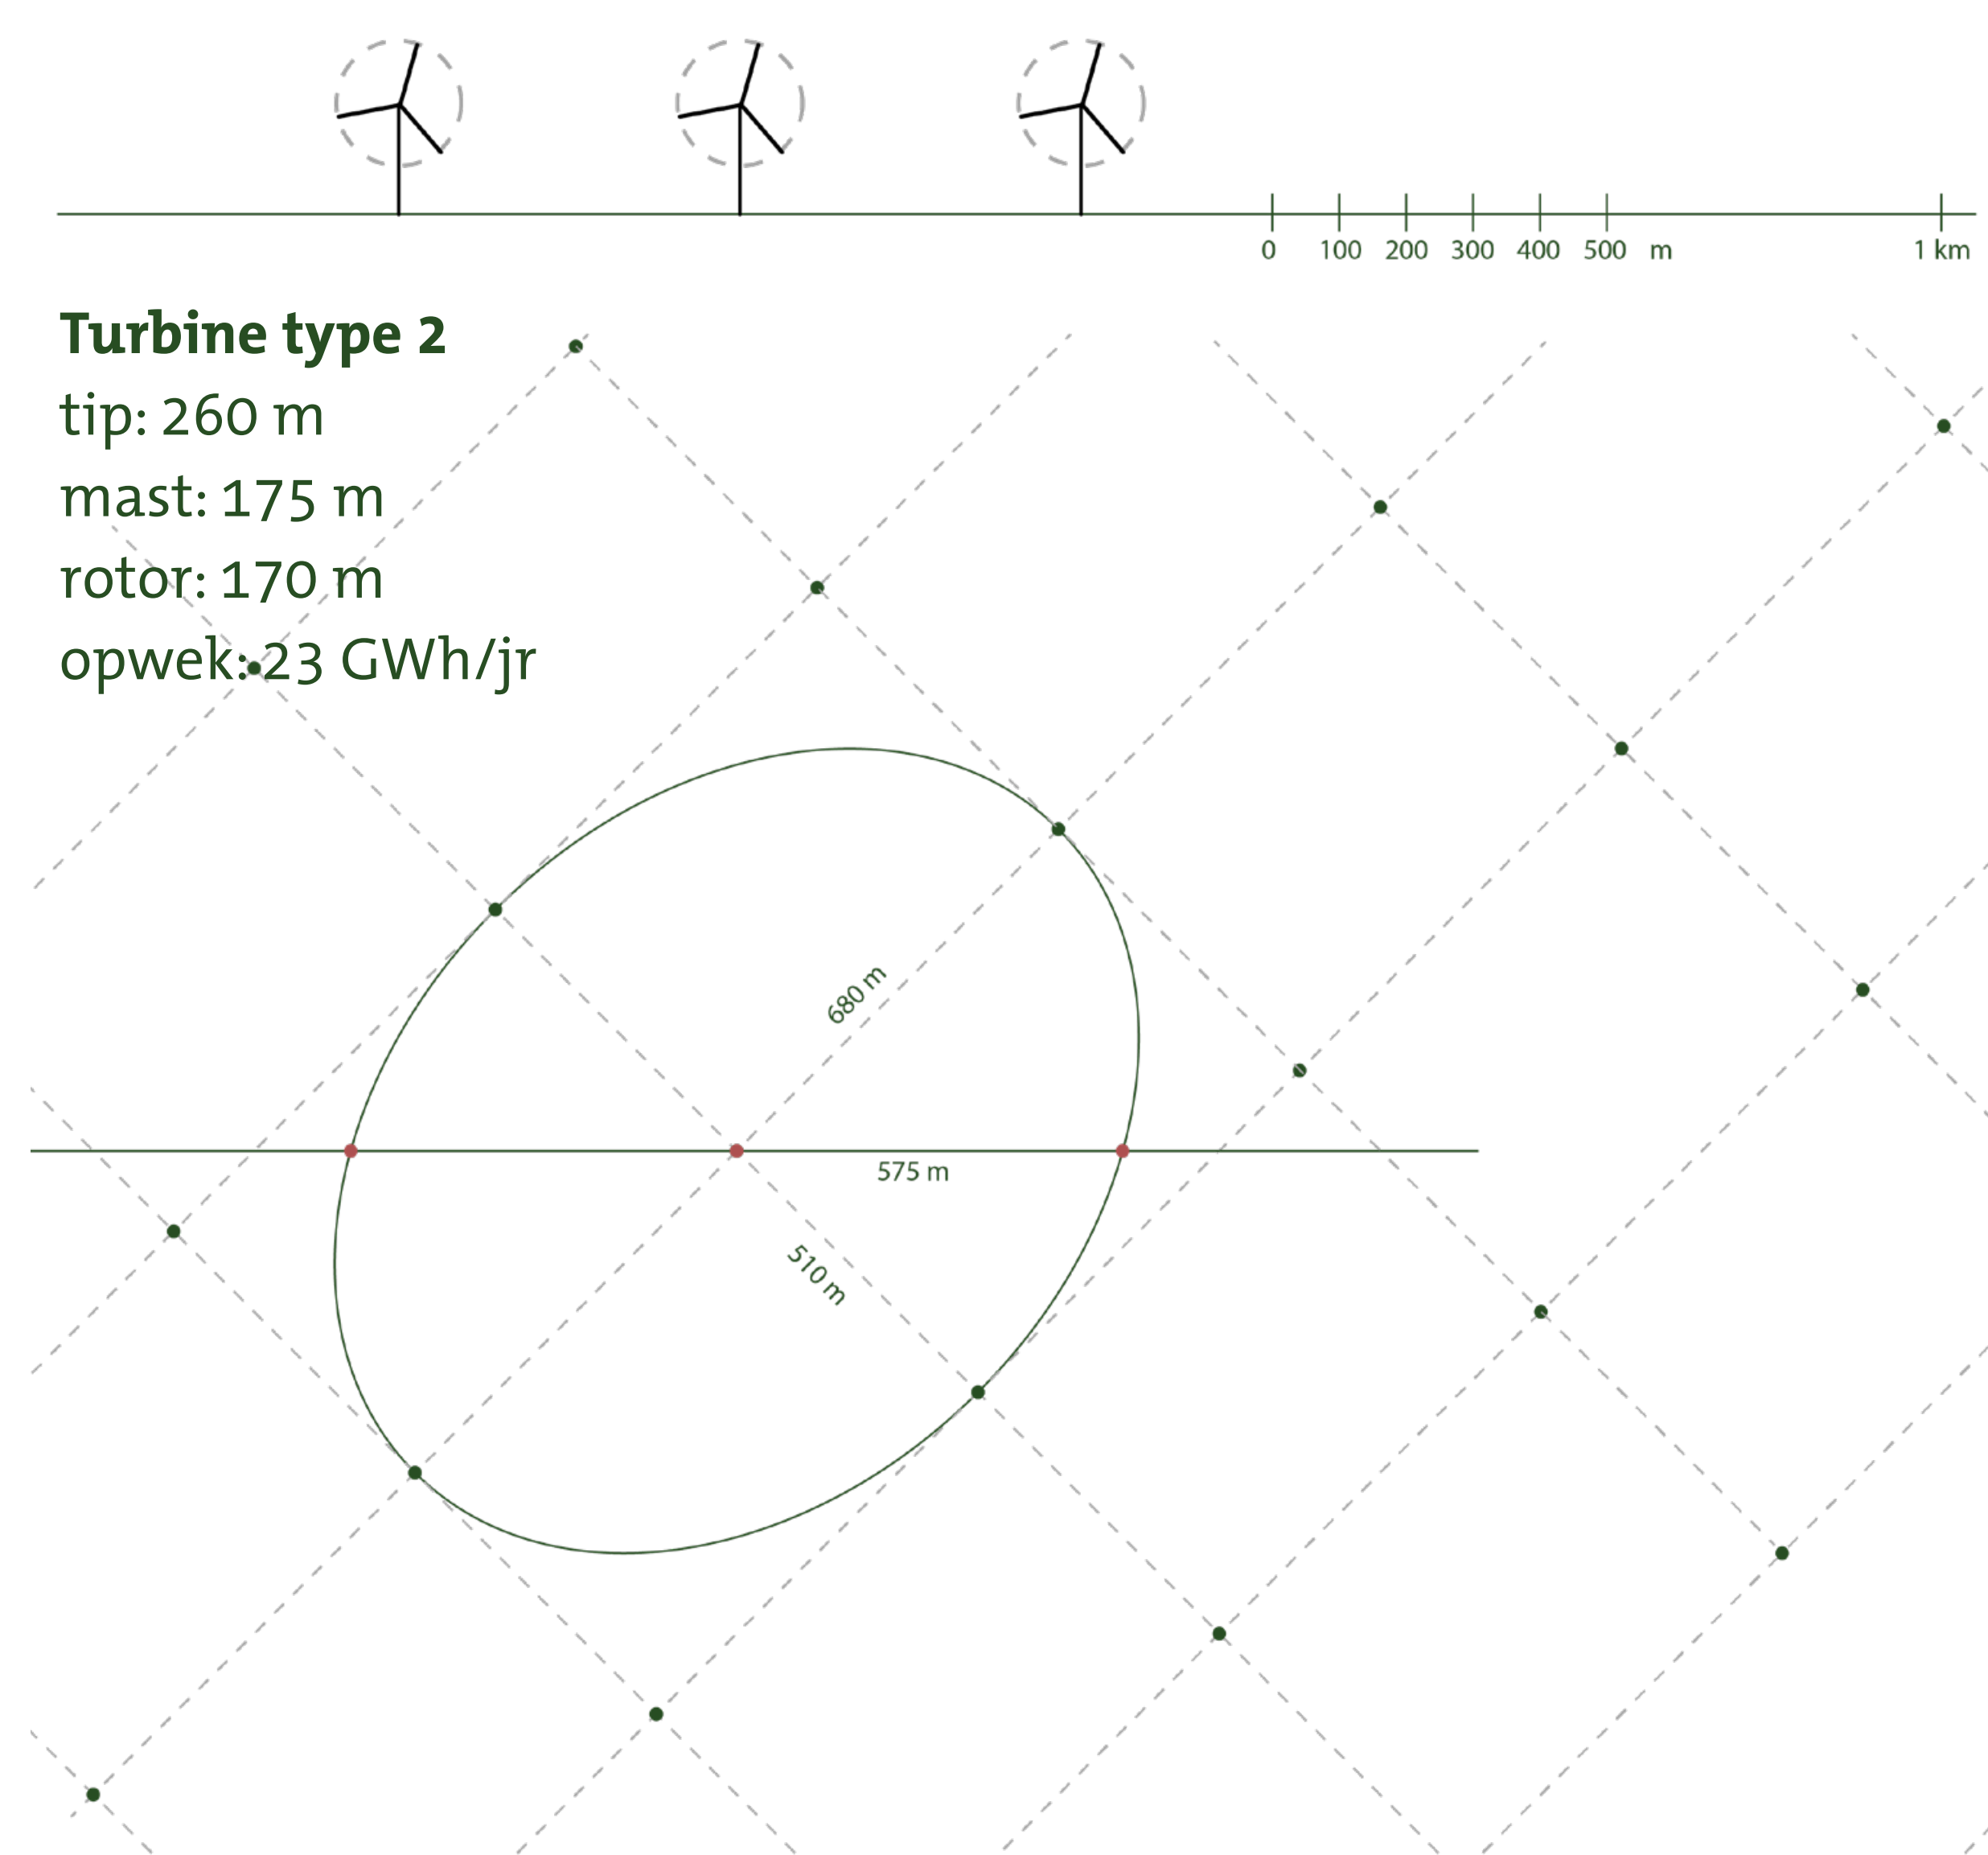 0 100 200 300 400 500 m 1 km
Turbine type 2
tip: 260 m
mast: 175 m
rotor: 170 m
opwek: 23 GWh/jr
680 m
575 m
510 m